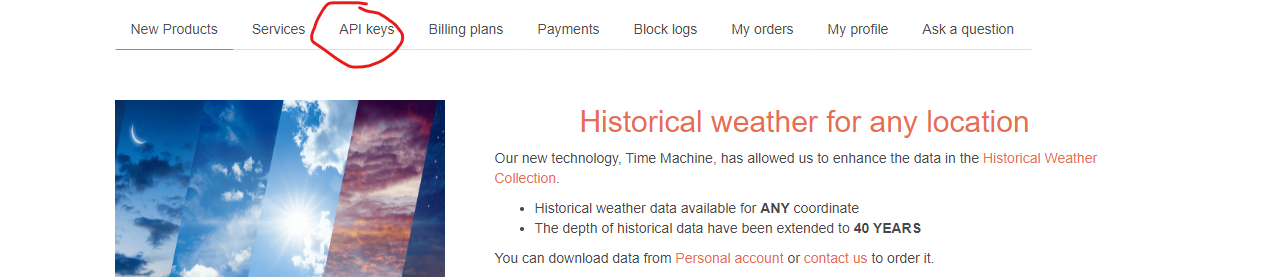 New Products Services API keys Billing plans Payments Block logs My orders My profile Ask a question
Historical weather for any location
Our new technology, Time Machine, has allowed us to enhance the data in the Historical Weather
Collection.
• Historical weather data available for ANY coordinate
• The depth of historical data have been extended to 40 YEARS
You can download data from Personal account or contact us to order it.